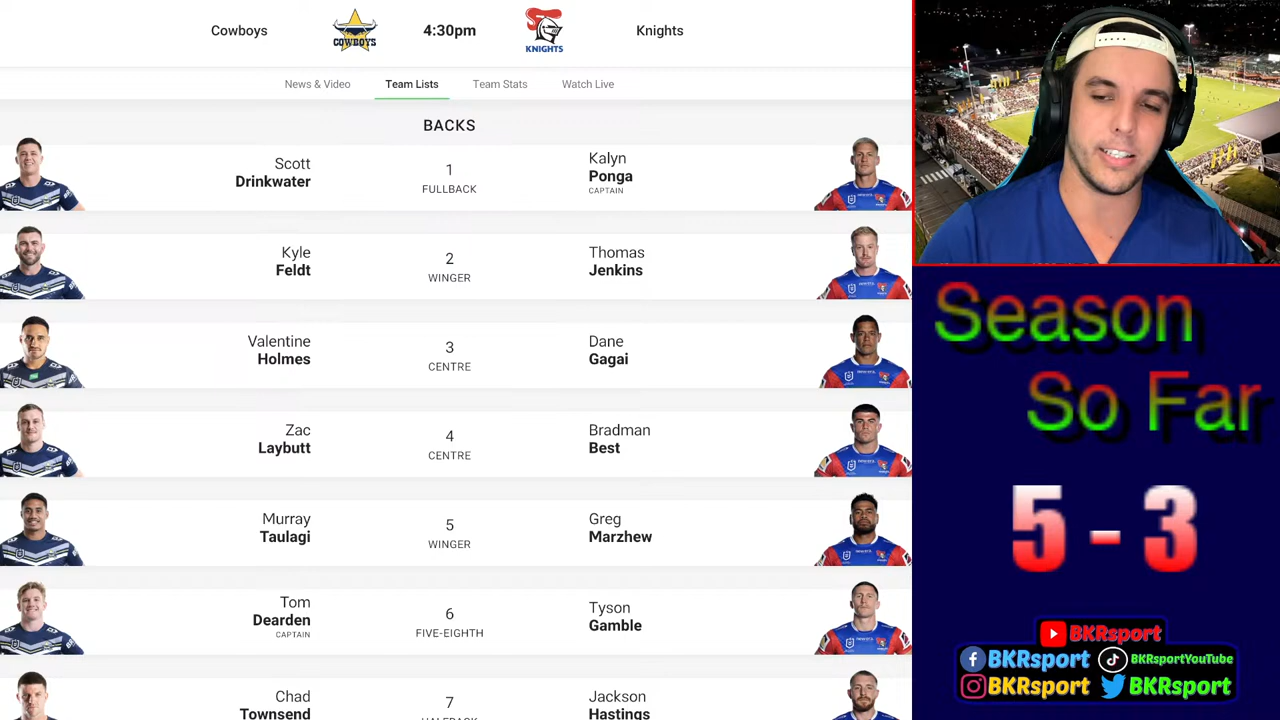 Cowboys
COWBOYS
4:30pm
KNIGHTS
Knights
News & Video
Team Lists
Team Stats
Watch Live
BACKS
Scott
Drinkwater
1
FULLBACK
Kalyn
Ponga
CAPTAIN
Kyle
Feldt
2
WINGER
Thomas
Jenkins
Valentine
Holmes
3
CENTRE
Dane
Gagai
Zac
Laybutt
4
CENTRE
Bradman
Best
Murray
Taulagi
5
WINGER
Greg
Marzhew
Tom
Dearden
CAPTAIN
6
FIVE-EIGHTH
Tyson
Gamble
Chad
Townsend
7
HALFBACK
Jackson
Hastings
Season
So Far
5 - 3
BKRsport
BKRsport
BKRsportYouTube
BKRsport
BKRsport